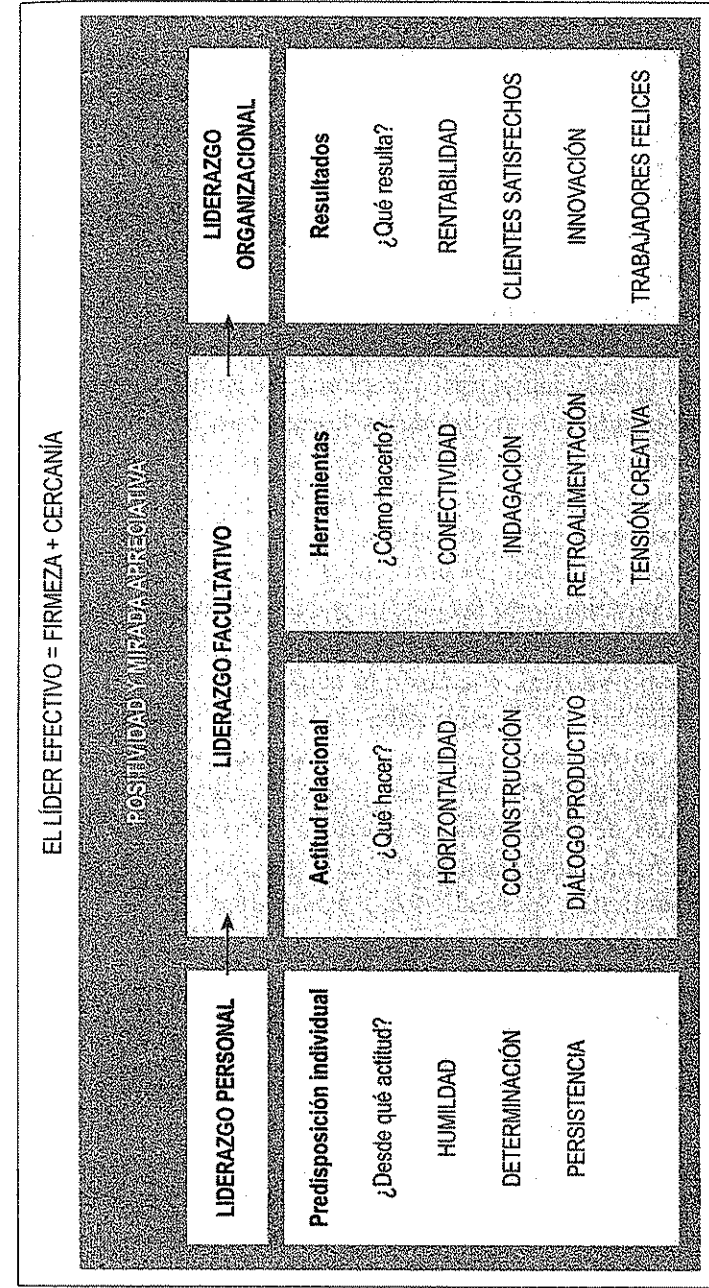 EL LÍDER EFECTIVO = FIRMEZA + CERCANÍA
POSITIVIDAD Y MIRADA APRECIATIVA
LIDERAZGO PERSONAL
Predisposición individual
¿Desde qué actitud?
HUMILDAD
DETERMINACIÓN
PERSISTENCIA
LIDERAZGO FACULTATIVO
Actitud relacional
¿Qué hacer?
HORIZONTALIDAD
CO-CONSTRUCCIÓN
DIÁLOGO PRODUCTIVO
Herramientas
¿Cómo hacerlo?
CONECTIVIDAD
INDAGACIÓN
RETROALIMENTACIÓN
TENSIÓN CREATIVA
LIDERAZGO
ORGANIZACIONAL
Resultados
¿Qué resulta?
RENTABILIDAD
CLIENTES SATISFECHOS
INNOVACIÓN
TRABAJADORES FELICES